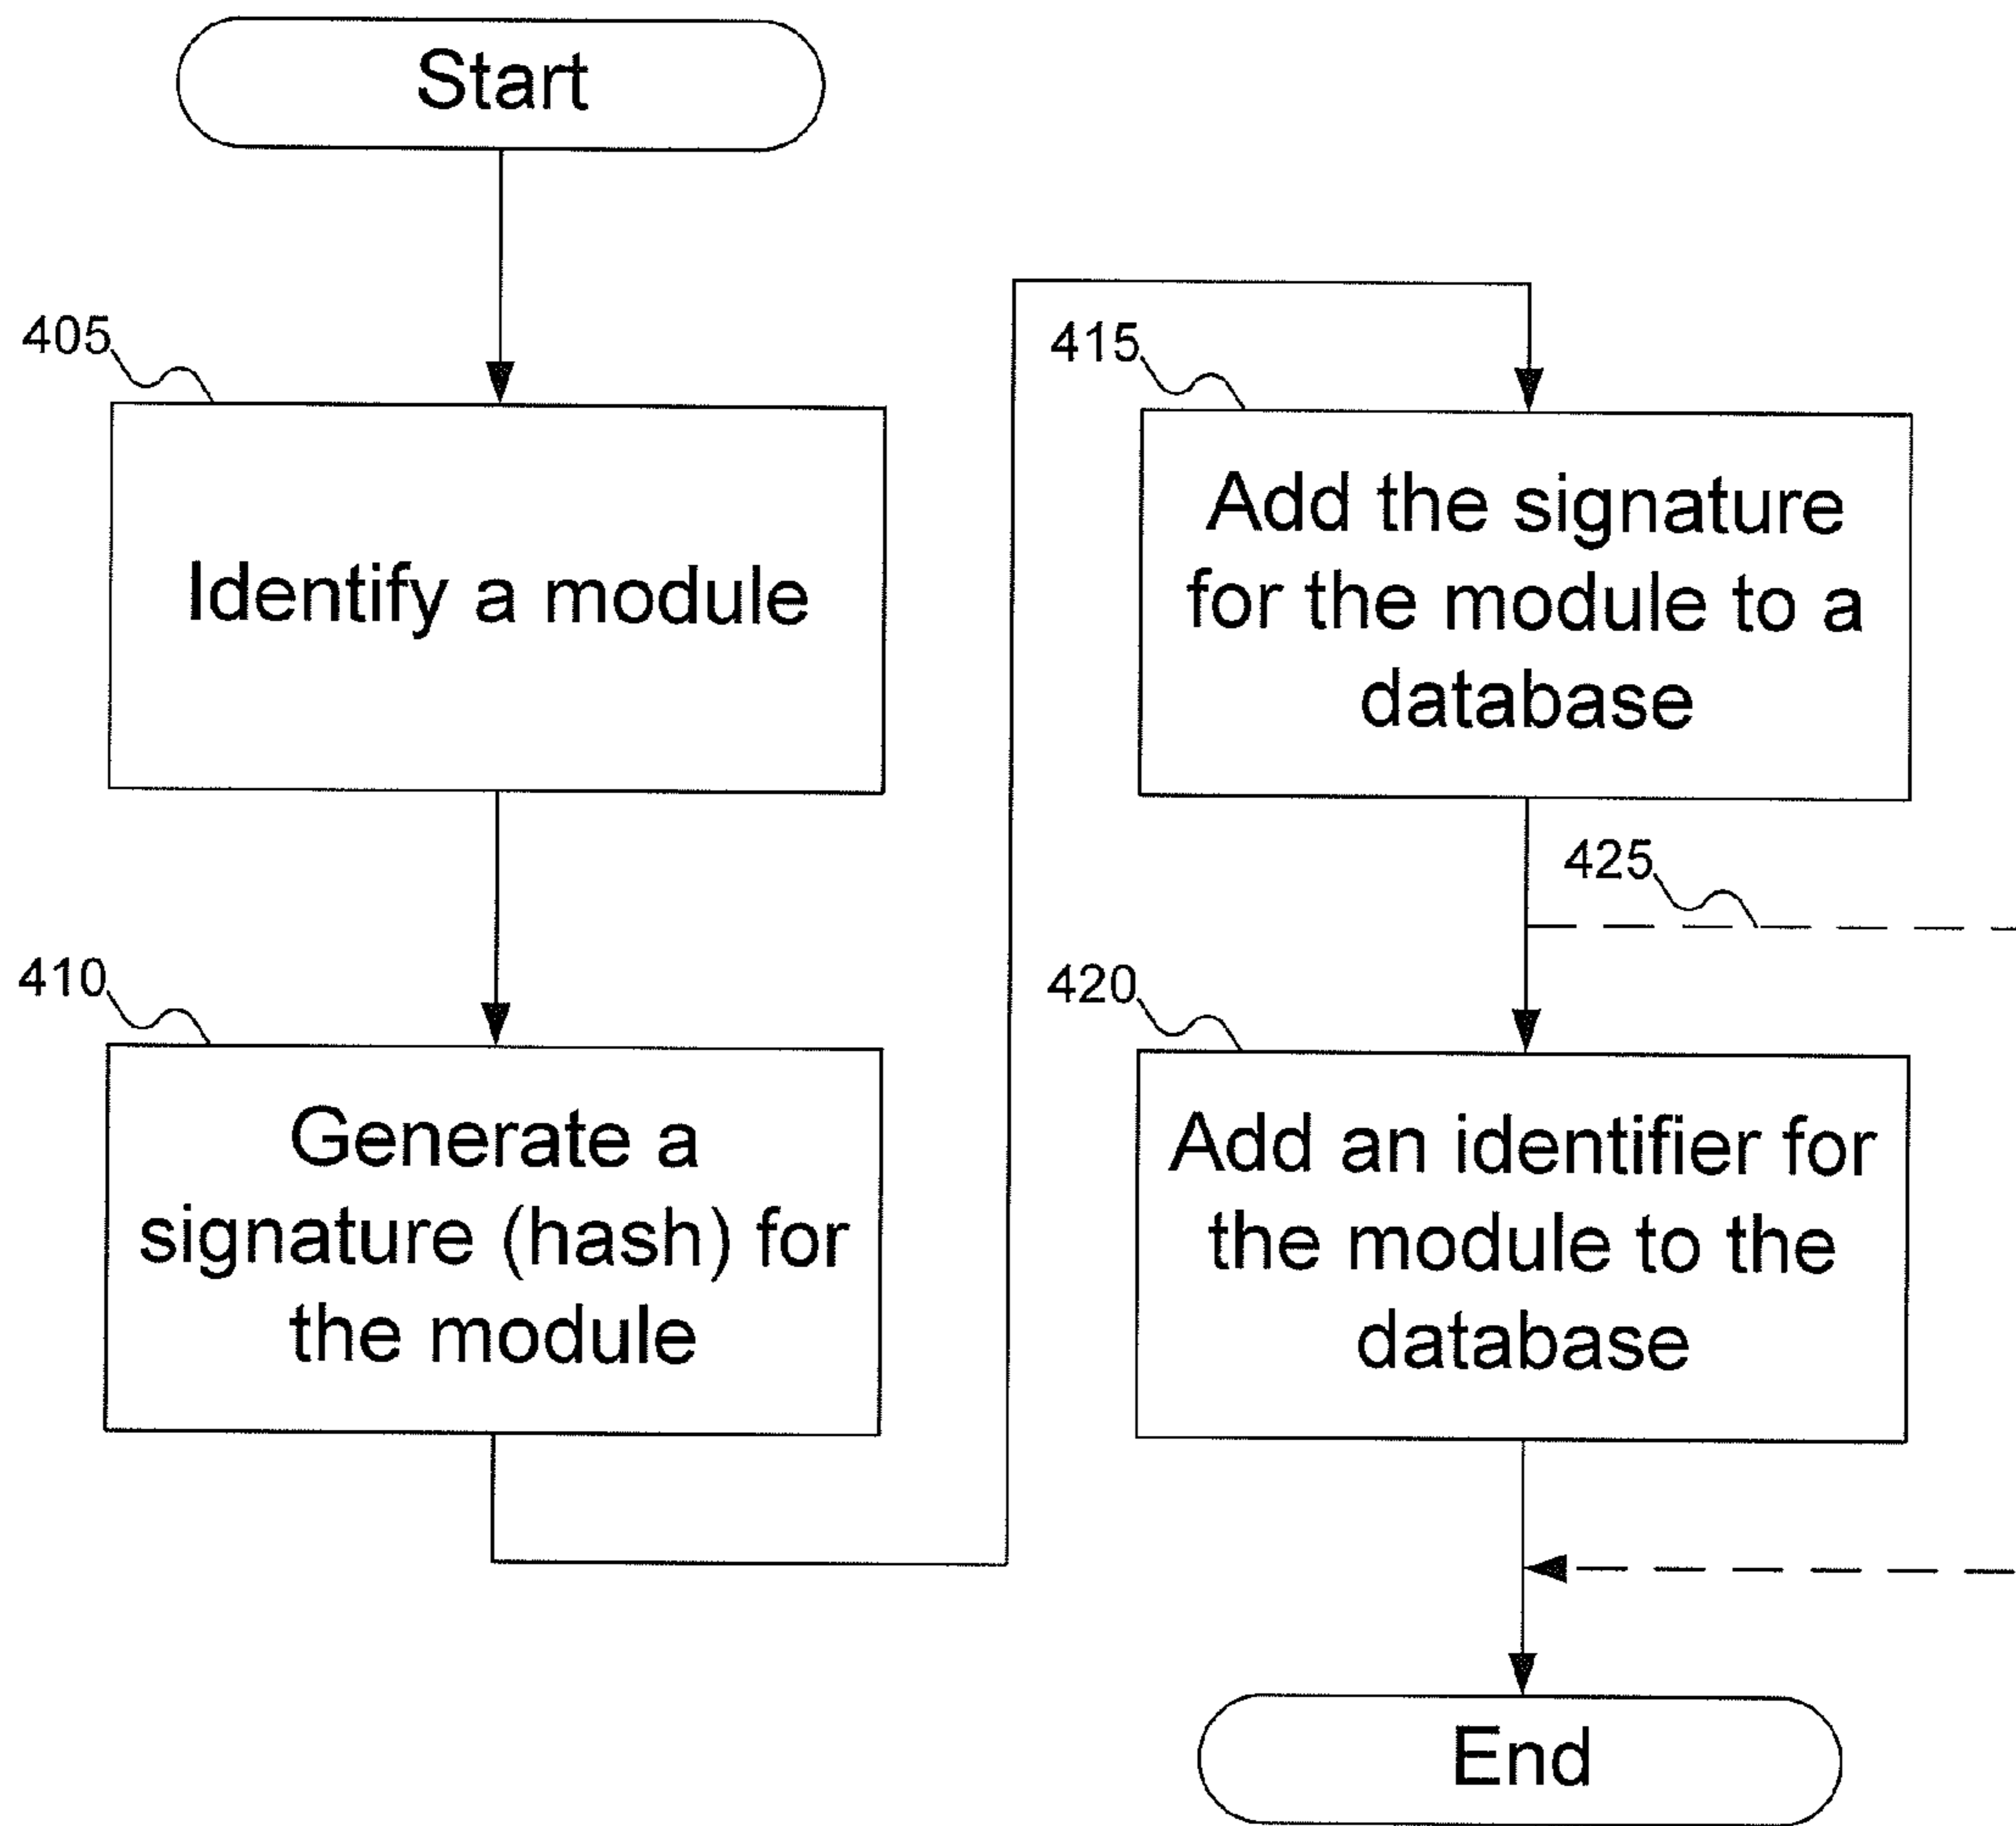 Start
405
Identify a module
410
Generate a
signature (hash) for
the module
415
Add the signature
for the module to a
database
425
420
Add an identifier for
the module to the
database
End